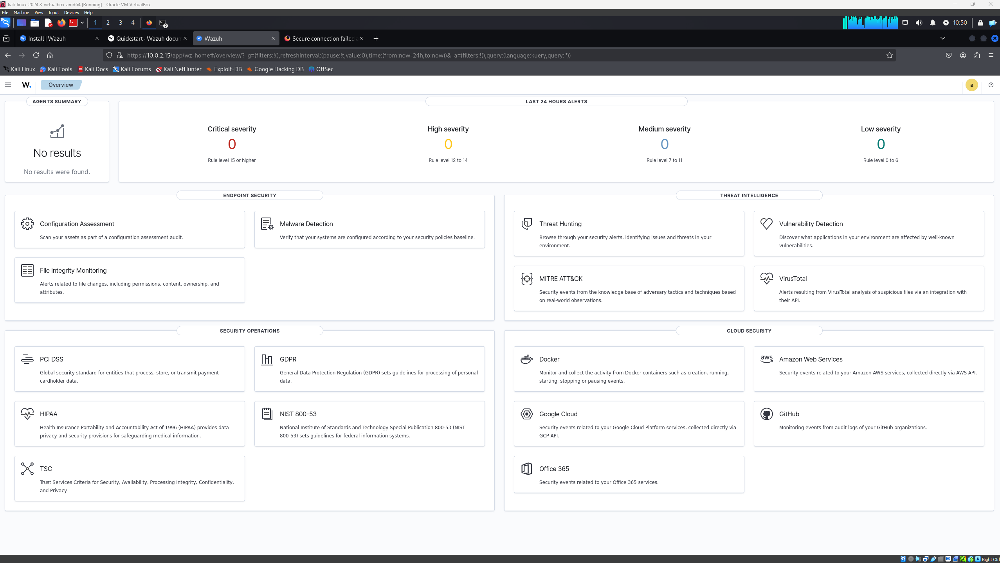 kali-linux-2024.3-virtualbox-amd64 [Running] - Oracle VM VirtualBox
File Machine View Input Devices Help
1 2 3 4 2 10:50
Install | Wazuh
Quickstart · Wazuh docum
Wazuh
Secure connection failed a
https://10.0.2.15/app/wz-home#/overview/?_g=(filters:!(),refreshInterval:(pause:!t,value:0),time:(from:now-24h,to:now))&_a=(filters:!(),query:(language:kuery,query:''))
Kali Linux Kali Tools Kali Docs Kali Forums Kali NetHunter Exploit-DB Google Hacking DB OffSec
W. Overview a
AGENTS SUMMARY
No results
No results were found.
LAST 24 HOURS ALERTS
Critical severity
0
Rule level 15 or higher
High severity
0
Rule level 12 to 14
Medium severity
0
Rule level 7 to 11
Low severity
0
Rule level 0 to 6
ENDPOINT SECURITY
Configuration Assessment
Scan your assets as part of a configuration assessment audit.
Malware Detection
Verify that your systems are configured according to your security policies baseline.
File Integrity Monitoring
Alerts related to file changes, including permissions, content, ownership, and
attributes.
THREAT INTELLIGENCE
Threat Hunting
Browse through your security alerts, identifying issues and threats in your
environment.
Vulnerability Detection
Discover what applications in your environment are affected by well-known
vulnerabilities.
MITRE ATT&CK
Security events from the knowledge base of adversary tactics and techniques based
on real-world observations.
VirusTotal
Alerts resulting from VirusTotal analysis of suspicious files via an integration with
their API.
SECURITY OPERATIONS
PCI DSS
Global security standard for entities that process, store, or transmit payment
cardholder data.
GDPR
General Data Protection Regulation (GDPR) sets guidelines for processing of personal
data.
HIPAA
Health Insurance Portability and Accountability Act of 1996 (HIPAA) provides data
privacy and security provisions for safeguarding medical information.
NIST 800-53
National Institute of Standards and Technology Special Publication 800-53 (NIST
800-53) sets guidelines for federal information systems.
TSC
Trust Services Criteria for Security, Availability, Processing Integrity, Confidentiality,
and Privacy.
CLOUD SECURITY
Docker
Monitor and collect the activity from Docker containers such as creation, running,
starting, stopping or pausing events.
aws
Amazon Web Services
Security events related to your Amazon AWS services, collected directly via AWS API.
Google Cloud
Security events related to your Google Cloud Platform services, collected directly via
GCP API.
GitHub
Monitoring events from audit logs of your GitHub organizations.
Office 365
Security events related to your Office 365 services.
Right Ctrl